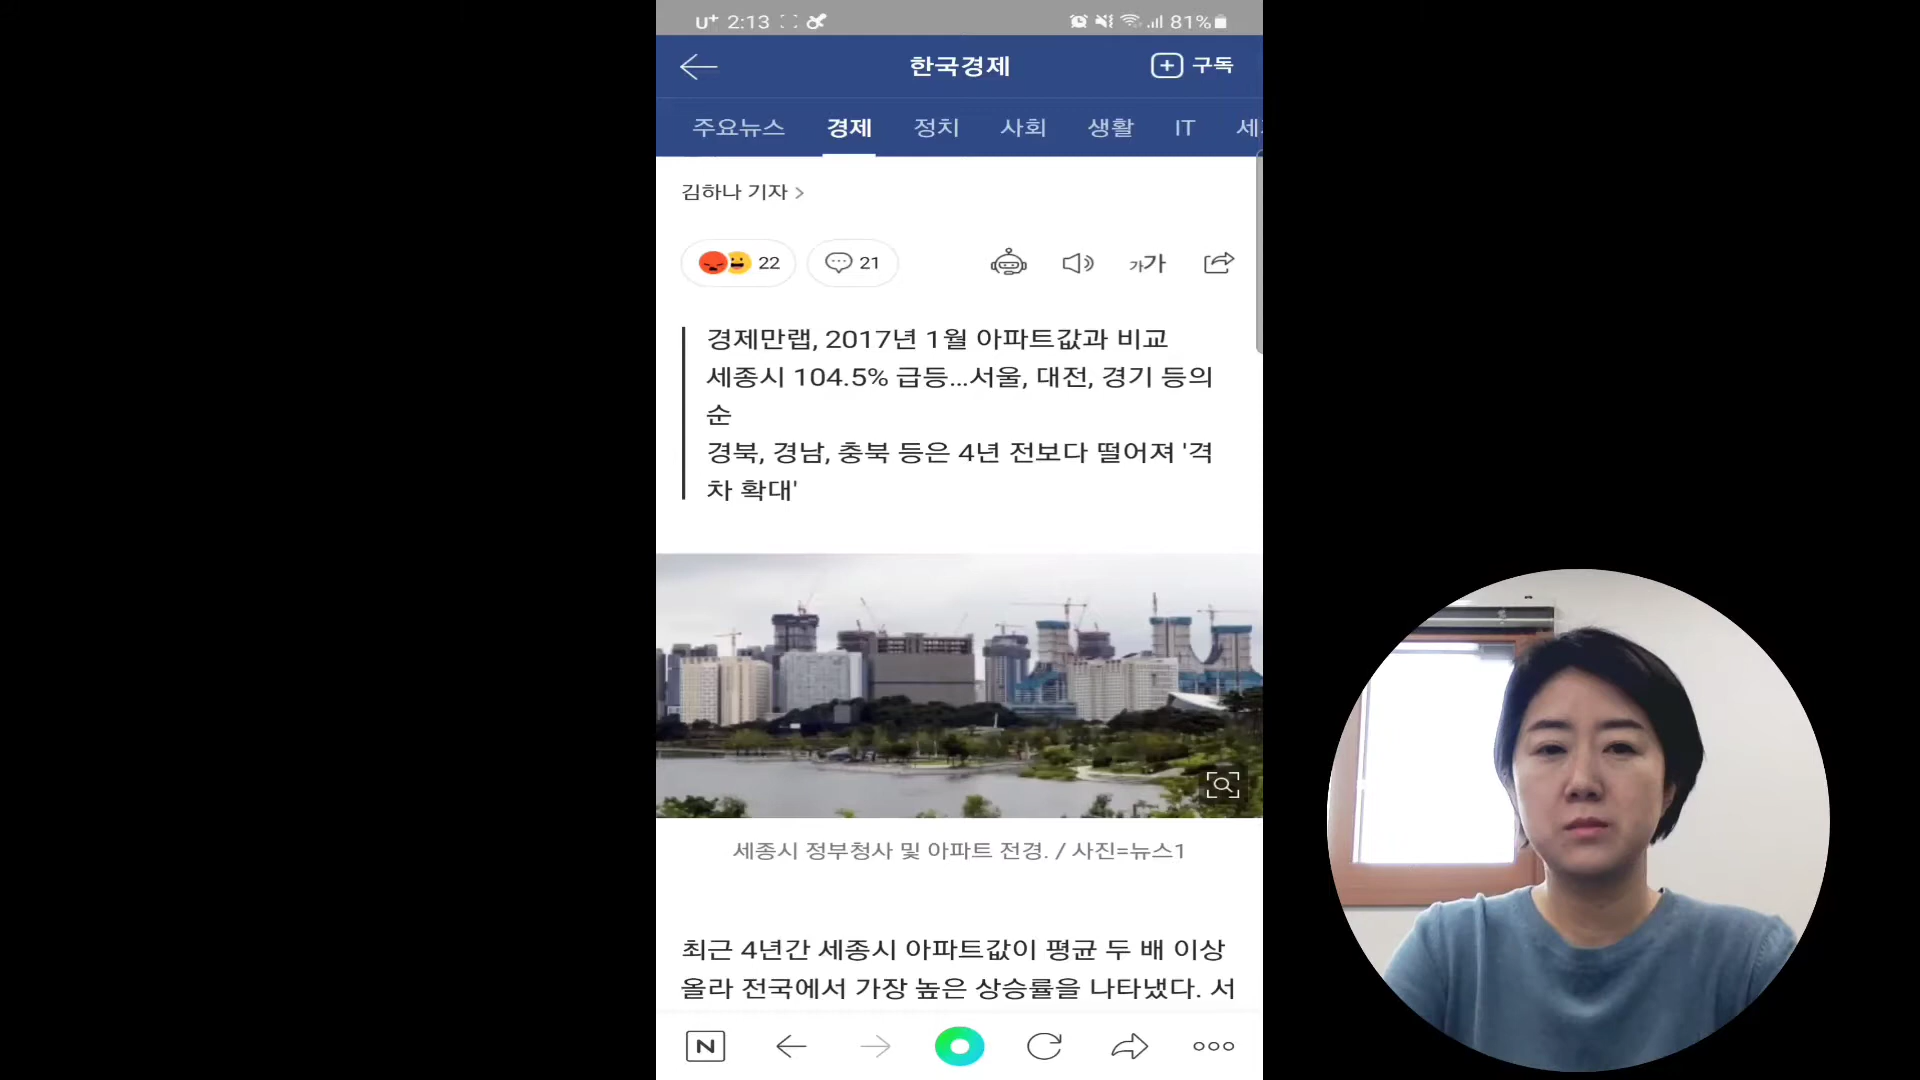 U+ 2:13 81%
한국경제 구독
주요뉴스 경제 정치 사회 생활 IT
김하나 기자 >
22 21 가가
경제만랩, 2017년 1월 아파트값과 비교
세종시 104.5% 급등...서울, 대전, 경기 등의
순
경북, 경남, 충북 등은 4년 전보다 떨어져 '격
차 확대'
세종시 정부청사 및 아파트 전경. / 사진=뉴스1
최근 4년간 세종시 아파트값이 평균 두 배 이상
올라 전국에서 가장 높은 상승률을 나타냈다. 서
N